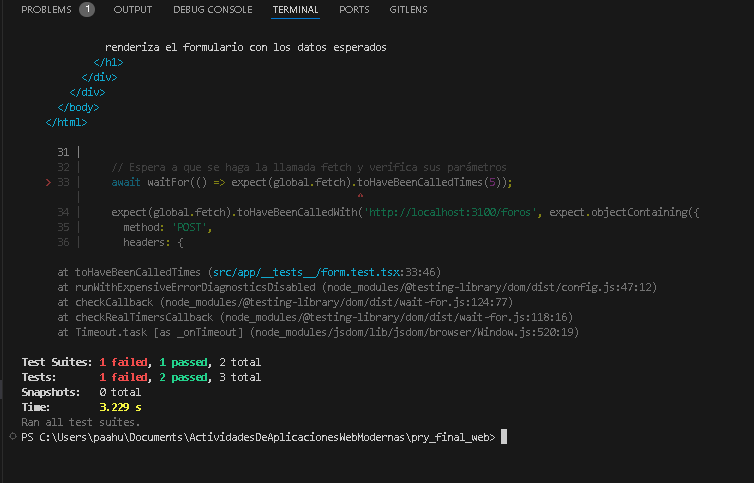 PROBLEMS 1 OUTPUT DEBUG CONSOLE TERMINAL PORTS GITLENS
renderiza el formulario con los datos esperados
</h1>
</div>
</div>
</body>
</html>
31 |
32 | // Espera a que se haga la llamada fetch y verifica sus parámetros
> 33 | await waitFor(() => expect(global.fetch).toHaveBeenCalledTimes(5));
| ^
34 | expect(global.fetch).toHaveBeenCalledWith('http://localhost:3100/foros', expect.objectContaining({
35 | method: 'POST',
36 | headers: {
at toHaveBeenCalledTimes (src/app/__tests__/form.test.tsx:33:46)
at runWithExpensiveErrorDiagnosticsDisabled (node_modules/@testing-library/dom/dist/config.js:47:12)
at checkCallback (node_modules/@testing-library/dom/dist/wait-for.js:124:77)
at checkRealTimersCallback (node_modules/@testing-library/dom/dist/wait-for.js:118:16)
at Timeout.task [as _onTimeout] (node_modules/jsdom/lib/jsdom/browser/Window.js:520:19)
Test Suites: 1 failed, 1 passed, 2 total
Tests: 1 failed, 2 passed, 3 total
Snapshots: 0 total
Time: 3.229 s
Ran all test suites.
PS C:\Users\paahu\Documents\ActividadesDeAplicacionesWebModernas\pry_final_web>